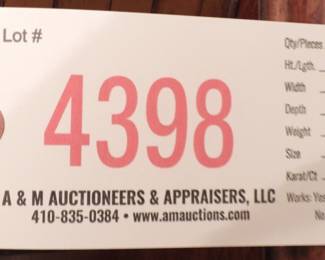 Lot #
4398
A & M AUCTIONEERS & APPRAISERS, LLC
410-835-0384 • www.amauctions.com
Qty/Pieces
Ht./Lgth.
Width
Depth
Weight
Size
Karat/Ct
Works: Yes
No